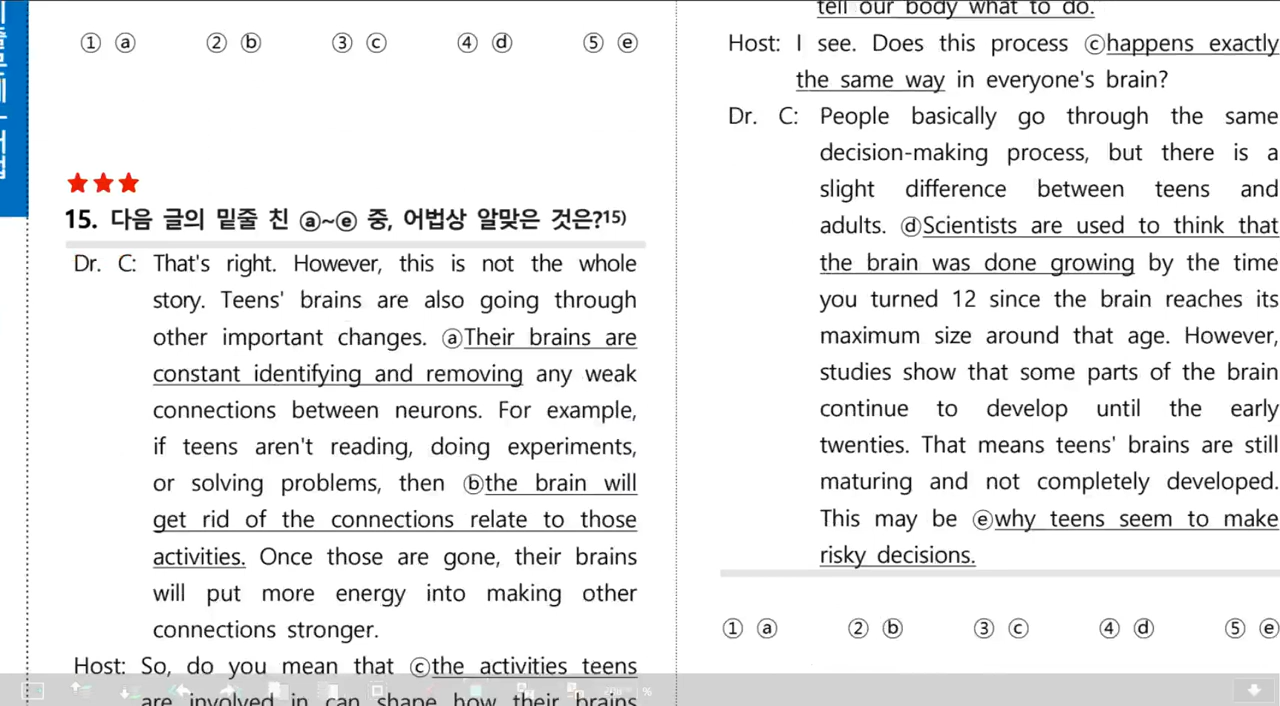 ① ⓐ ② ⓑ ③ ⓒ ④ ⓓ ⑤ ⓔ
★★★
15. 다음 글의 밑줄 친 ⓐ~ⓔ 중, 어법상 알맞은 것은?15)
Dr. C: That's right. However, this is not the whole
story. Teens' brains are also going through
other important changes. ⓐTheir brains are
constant identifying and removing any weak
connections between neurons. For example,
if teens aren't reading, doing experiments,
or solving problems, then ⓑthe brain will
get rid of the connections relate to those
activities. Once those are gone, their brains
will put more energy into making other
connections stronger.
Host: So, do you mean that ⓒthe activities teens
are involved in can shape how their brains
tell our body what to do.
Host: I see. Does this process ⓒhappens exactly
the same way in everyone's brain?
Dr. C: People basically go through the same
decision-making process, but there is a
slight difference between teens and
adults. ⓓScientists are used to think that
the brain was done growing by the time
you turned 12 since the brain reaches its
maximum size around that age. However,
studies show that some parts of the brain
continue to develop until the early
twenties. That means teens' brains are still
maturing and not completely developed.
This may be ⓔwhy teens seem to make
risky decisions.
① ⓐ ② ⓑ ③ ⓒ ④ ⓓ ⑤ ⓔ